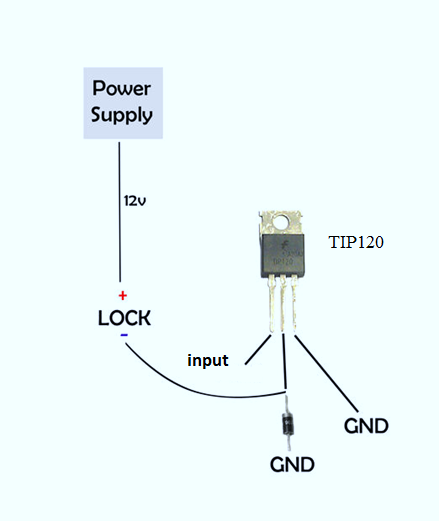 Power
Supply
12v
+
LOCK
-
TIP120
input
GND
GND